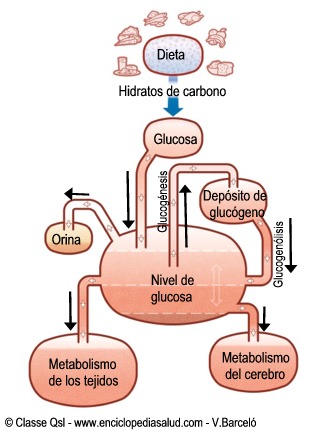 Dieta
Hidratos de carbono
Glucosa
Glucogénesis
Depósito de
glucógeno
Orina
Glucogenólisis
Nivel de
glucosa
Metabolismo
de los tejidos
Metabolismo
del cerebro
© Classe Qsl - www.enciclopediasalud.com - V.Barceló